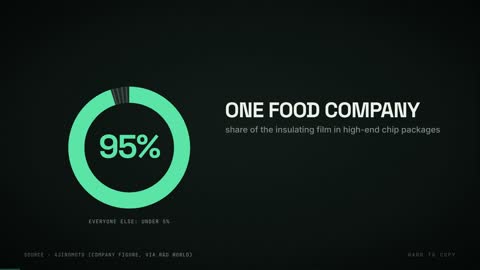 ONE FOOD COMPANY
share of the insulating film in high-end chip packages
95%
EVERYONE ELSE: UNDER 5%
SOURCE · AJINOMOTO (COMPANY FIGURE, VIA R&D WORLD)
HARD TO COPY